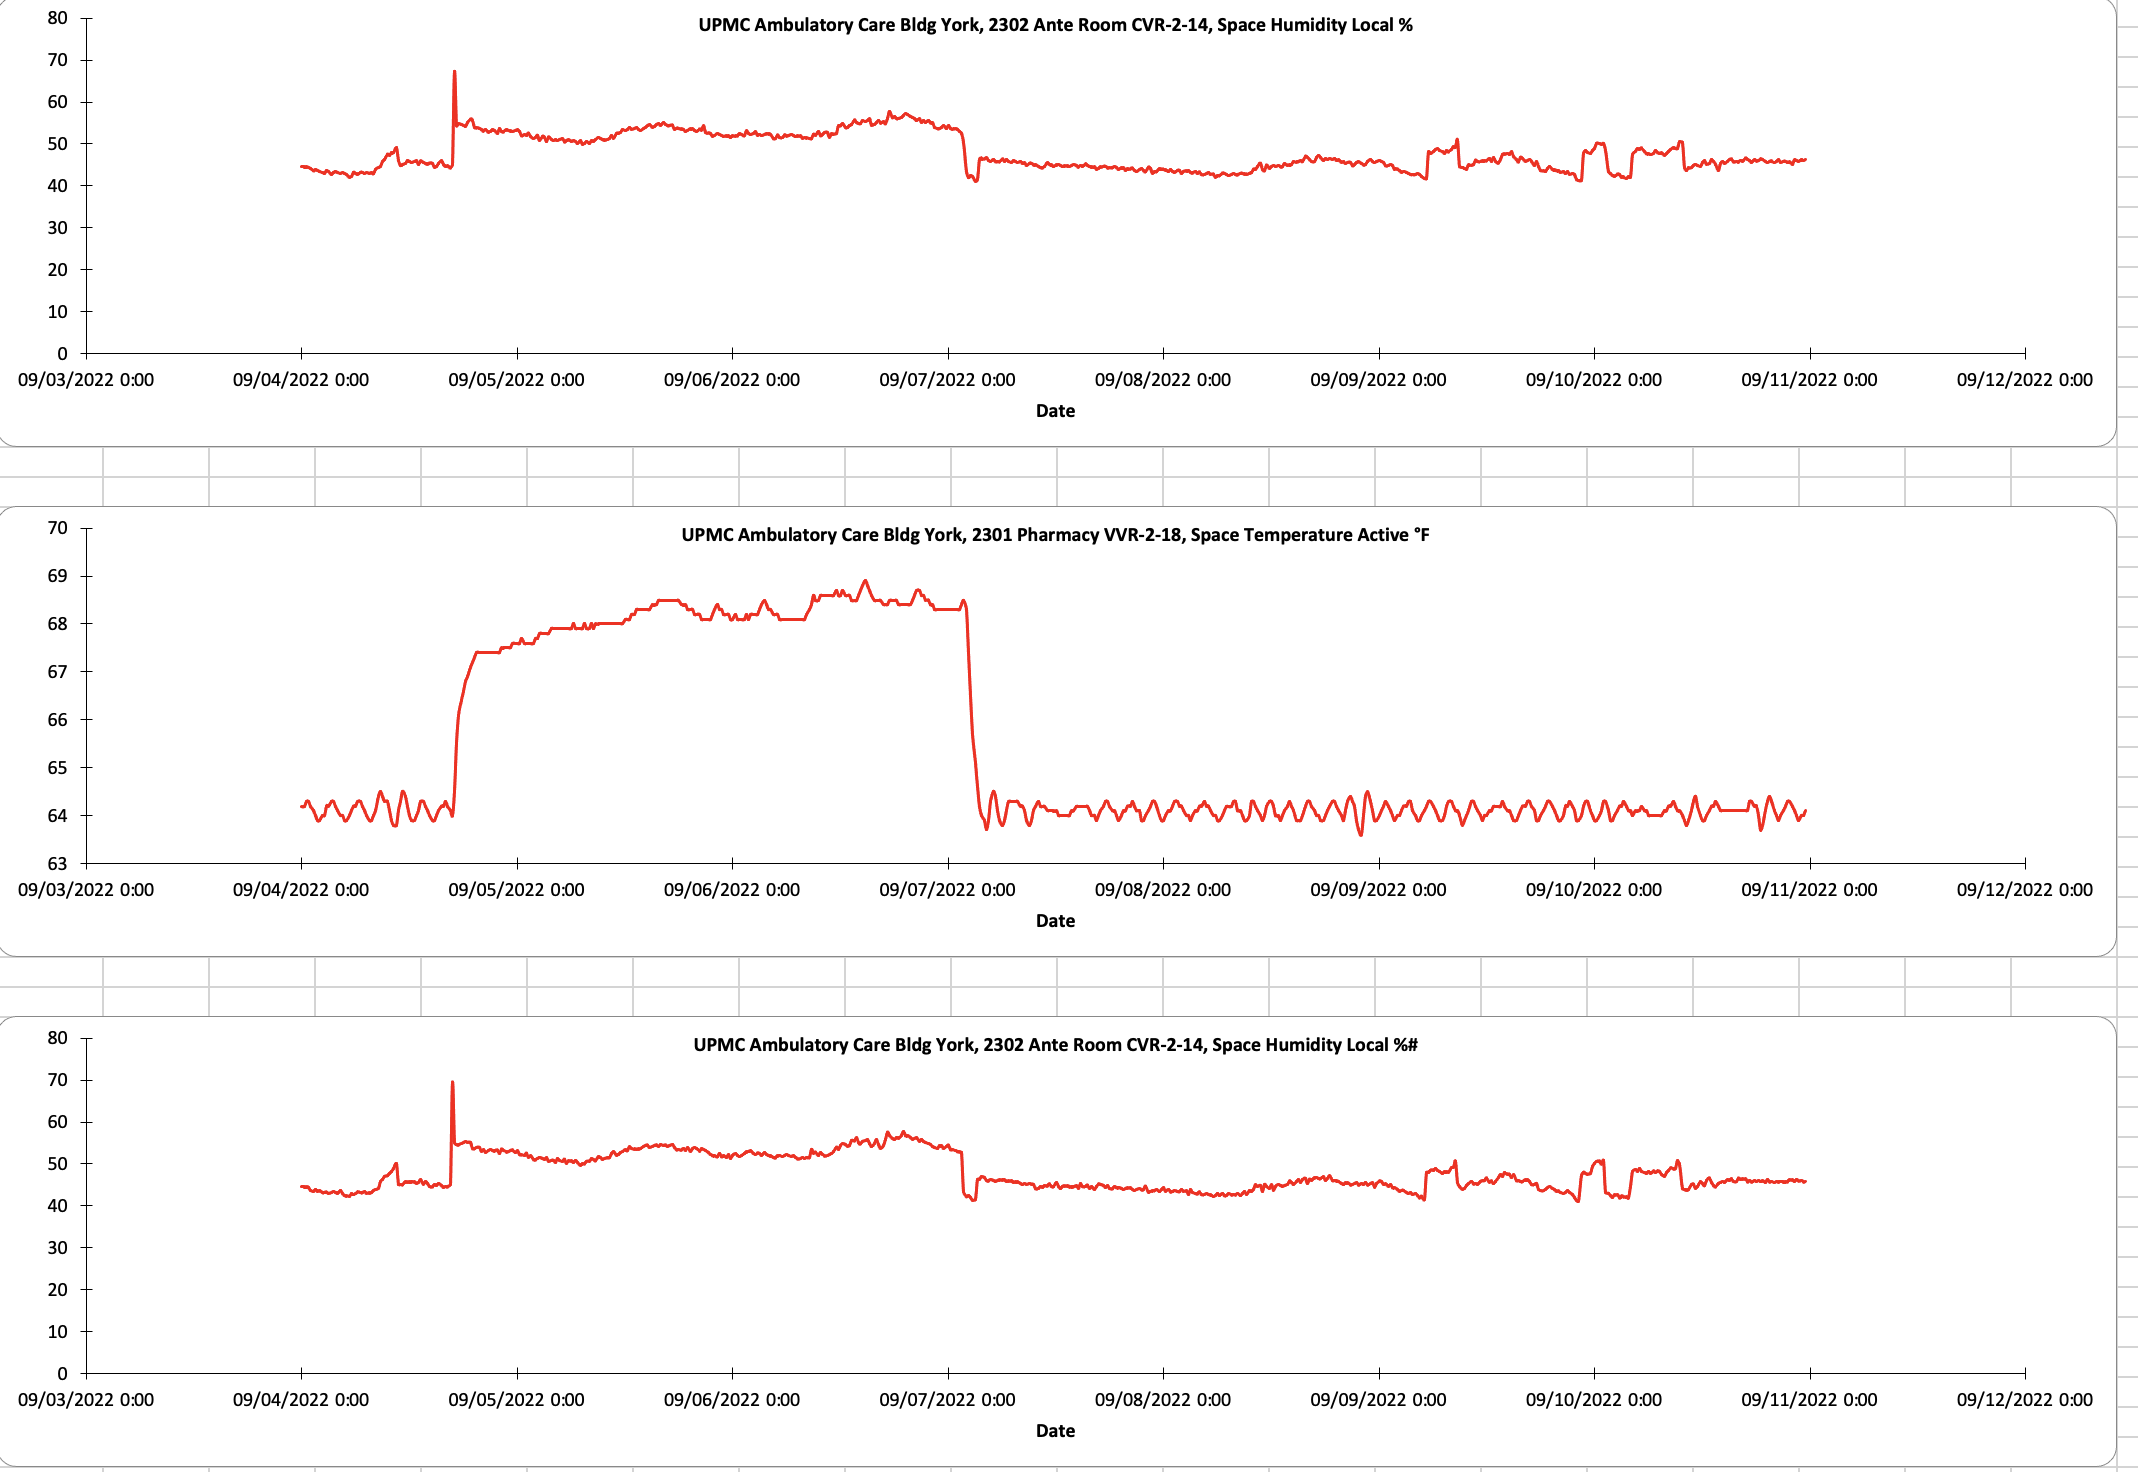 UPMC Ambulatory Care Bldg York, 2302 Ante Room CVR-2-14, Space Humidity Local %
80
70
60
50
40
30
20
10
0
09/03/2022 0:00 09/04/2022 0:00 09/05/2022 0:00 09/06/2022 0:00 09/07/2022 0:00 09/08/2022 0:00 09/09/2022 0:00 09/10/2022 0:00 09/11/2022 0:00 09/12/2022 0:00
Date
UPMC Ambulatory Care Bldg York, 2301 Pharmacy VVR-2-18, Space Temperature Active °F
70
69
68
67
66
65
64
63
09/03/2022 0:00 09/04/2022 0:00 09/05/2022 0:00 09/06/2022 0:00 09/07/2022 0:00 09/08/2022 0:00 09/09/2022 0:00 09/10/2022 0:00 09/11/2022 0:00 09/12/2022 0:00
Date
UPMC Ambulatory Care Bldg York, 2302 Ante Room CVR-2-14, Space Humidity Local %#
80
70
60
50
40
30
20
10
0
09/03/2022 0:00 09/04/2022 0:00 09/05/2022 0:00 09/06/2022 0:00 09/07/2022 0:00 09/08/2022 0:00 09/09/2022 0:00 09/10/2022 0:00 09/11/2022 0:00 09/12/2022 0:00
Date